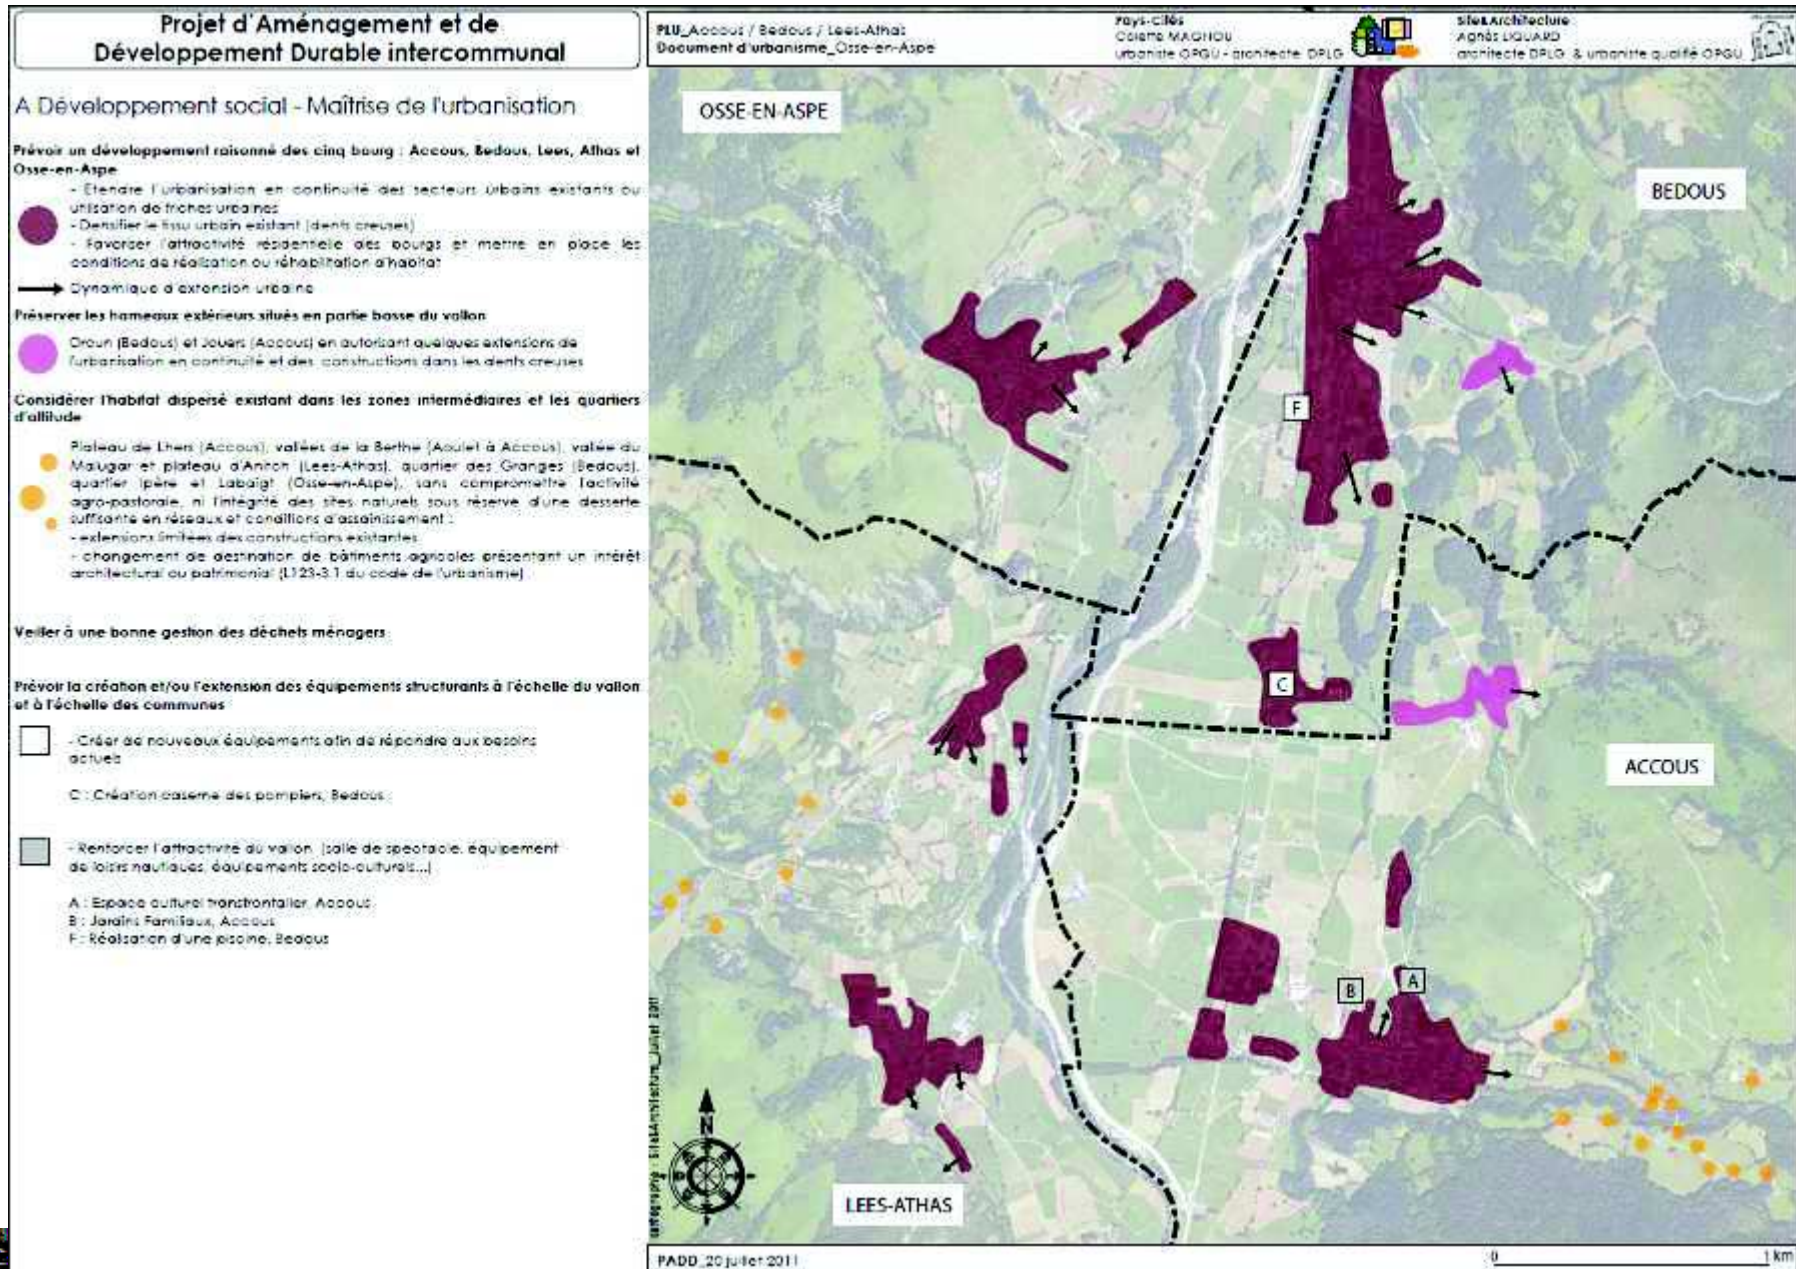 Projet d'Aménagement et de
Développement Durable intercommunal
PLU_Accous / Bedous / Lees-Athas
Document d'urbanisme_Osse-en-Aspe
Pays-Cités
Colette MAGNOU
urbaniste OPQU - architecte DPLG
Site&Architecture
Agnès LIQUARD
architecte DPLG & urbaniste qualifié OPQU
A Développement social - Maîtrise de l'urbanisation
Prévoir un développement raisonné des cinq bourg : Accous, Bedous, Lees, Athas et
Osse-en-Aspe
- Etendre l'urbanisation en continuité des secteurs urbains existants ou
utilisation de friches urbaines
- Densifier le tissu urbain existant (dents creuses)
- Favoriser l'attractivité résidentielle des bourgs et mettre en place les
conditions de réalisation ou réhabilitation d'habitat
Dynamique d'extension urbaine
Préserver les hameaux extérieurs situés en partie basse du vallon
Orcun (Bedous) et Jouers (Accous) en autorisant quelques extensions de
l'urbanisation en continuité et des constructions dans les dents creuses
Considérer l'habitat dispersé existant dans les zones intermédiaires et les quartiers
d'altitude
Plateau de Lhers (Accous), vallées de la Berthe (Aoulet à Accous), vallée du
Malugar et plateau d'Anitch (Lees-Athas), quartier des Granges (Bedous),
quartier Ipère et Labaigt (Osse-en-Aspe), sans compromettre l'activité
agro-pastorale, ni l'intégrité des sites naturels sous réserve d'une desserte
suffisante en réseaux et conditions d'assainissement :
- extensions limitées des constructions existantes
- changement de destination de bâtiments agricoles présentant un intérêt
architectural ou patrimonial (L123-3.1 du code de l'urbanisme)
Veiller à une bonne gestion des déchets ménagers
Prévoir la création et/ou l'extension des équipements structurants à l'échelle du vallon
et à l'échelle des communes
- Créer de nouveaux équipements afin de répondre aux besoins
actuels
C : Création caserne des pompiers, Bedous
- Renforcer l'attractivité du vallon (salle de spectacle, équipement
de loisirs nautiques, équipements socio-culturels...)
A : Espace culturel transfrontalier, Accous
B : Jardins Familiaux, Accous
F : Réalisation d'une piscine, Bedous
OSSE-EN-ASPE
BEDOUS
F
C
ACCOUS
B
A
LEES-ATHAS
N
cartographie : Site&Architecture_Juillet 2011
PADD_20 juillet 2011
0
1 km